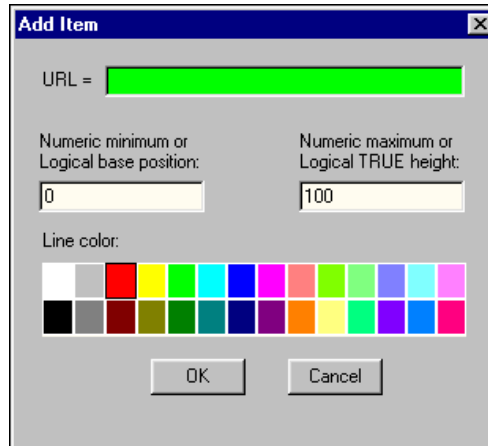 Add Item
URL =
Numeric minimum or
Logical base position:
0
Numeric maximum or
Logical TRUE height:
100
Line color:
OK
Cancel